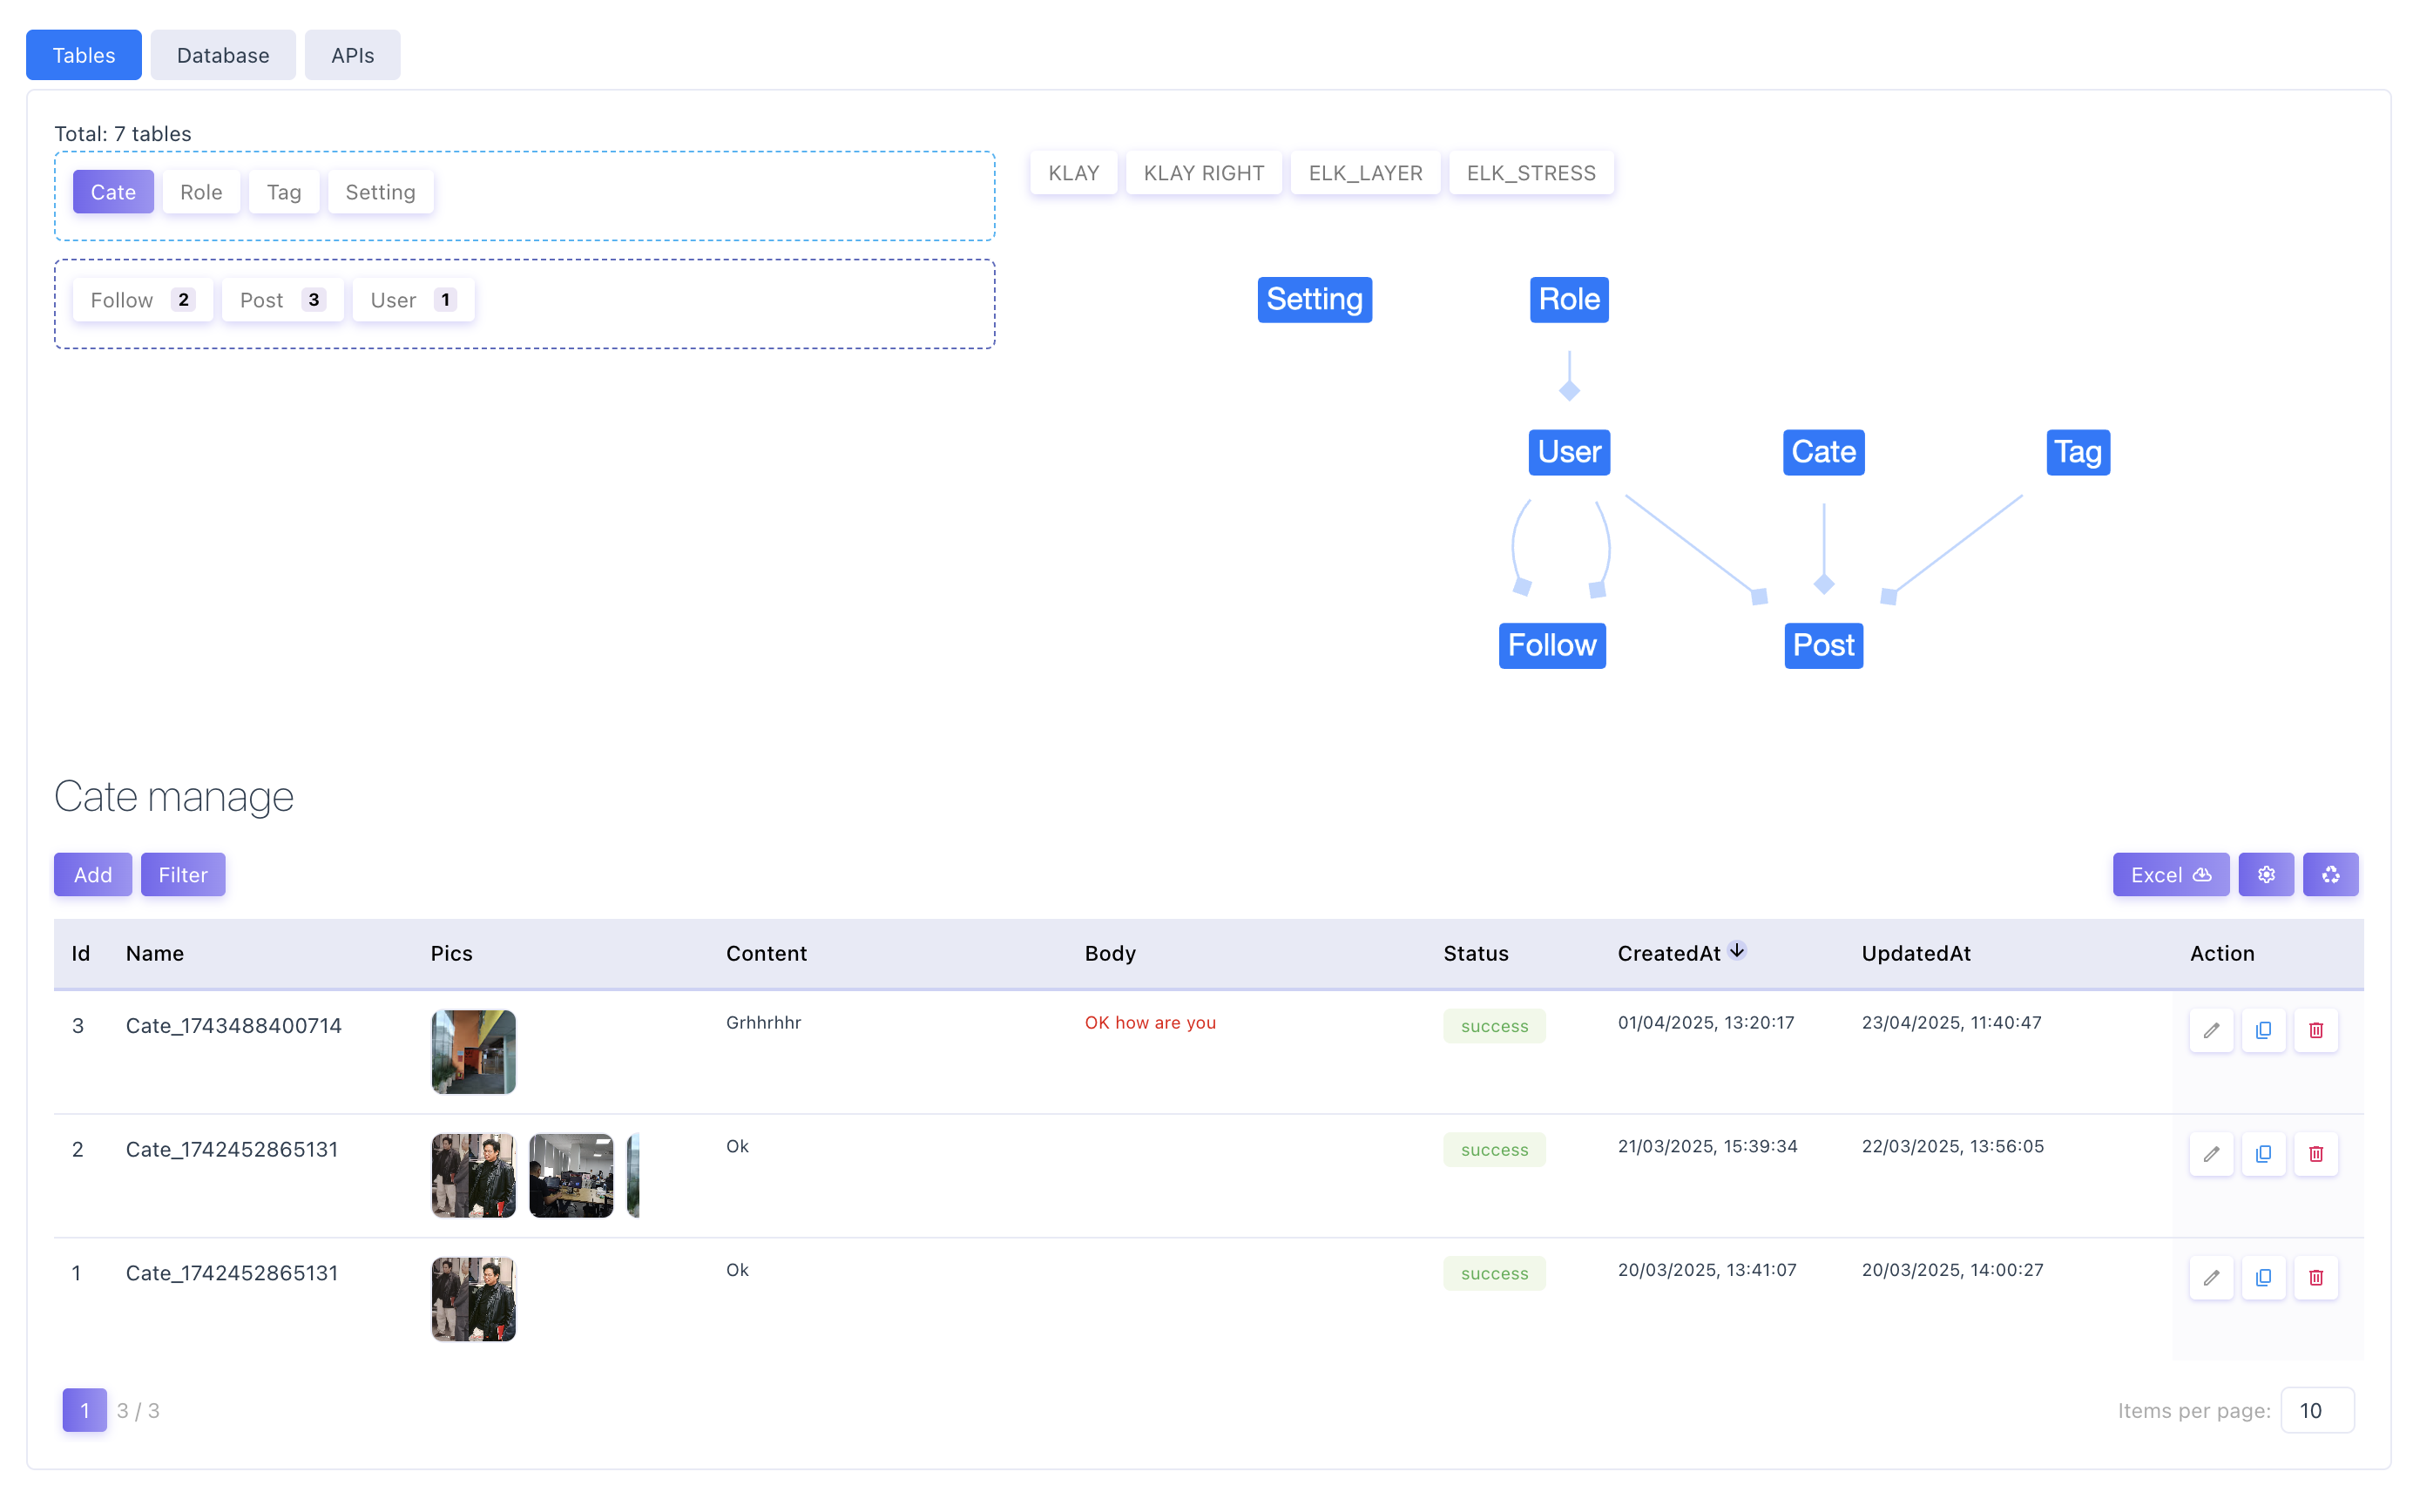 Tables Database APIs
Total: 7 tables
Cate Role Tag Setting
Follow 2 Post 3 User 1
KLAY KLAY RIGHT ELK_LAYER ELK_STRESS
Setting Role
User Cate Tag
Follow Post
Cate manage
Add Filter Excel
Id Name Pics Content Body Status CreatedAt UpdatedAt Action
3 Cate_1743488400714 Grhhrhhr OK how are you success 01/04/2025, 13:20:17 23/04/2025, 11:40:47
2 Cate_1742452865131 Ok success 21/03/2025, 15:39:34 22/03/2025, 13:56:05
1 Cate_1742452865131 Ok success 20/03/2025, 13:41:07 20/03/2025, 14:00:27
1 3 / 3 Items per page: 10